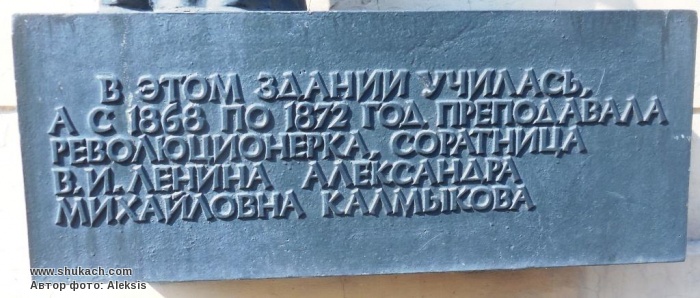 В ЭТОМ ЗДАНИИ УЧИЛАСЬ,
А С 1868 ПО 1872 ГОД, ПРЕПОДАВАЛА
РЕВОЛЮЦИОНЕРКА, СОРАТНИЦА
В.И. ЛЕНИНА АЛЕКСАНДРА
МИХАЙЛОВНА КАЛМЫКОВА
www.shukach.com
Автор фото: Aleksis